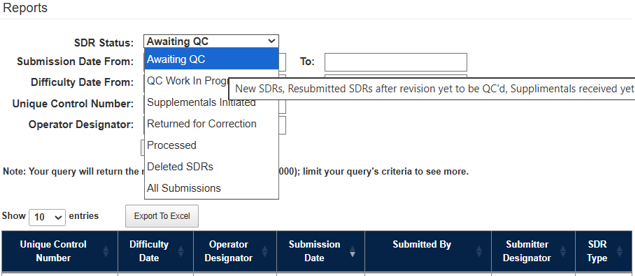 Reports
SDR Status: Awaiting QC
Awaiting QC
Submission Date From: To:
QC Work In Prog
Difficulty Date From:
New SDRs, Resubmitted SDRs after revision yet to be QC'd, Supplimentals received yet
Unique Control Number: Supplementals Initiated
Operator Designator: Returned for Correction
Processed
Deleted SDRs
Note: Your query will return the 000); limit your query's criteria to see more.
All Submissions
Show 10 entries Export To Excel
Unique Control Number
Difficulty Date
Operator Designator
Submission Date
Submitted By
Submitter Designator
SDR Type